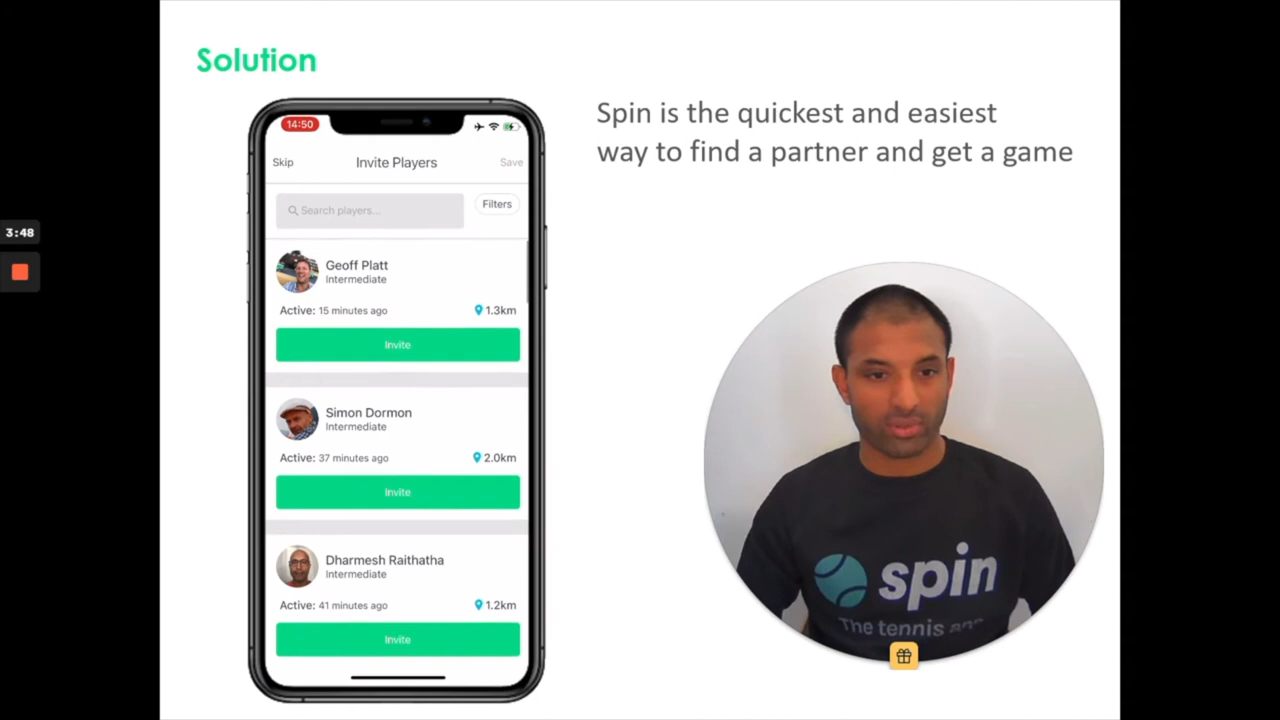 Solution
Spin is the quickest and easiest
way to find a partner and get a game
3:48
14:50
Skip
Invite Players
Save
Search players...
Filters
Geoff Platt
Intermediate
Active: 15 minutes ago
1.3km
Invite
Simon Dormon
Intermediate
Active: 37 minutes ago
2.0km
Invite
Dharmesh Raithatha
Intermediate
Active: 41 minutes ago
1.2km
Invite
spin
The tennis